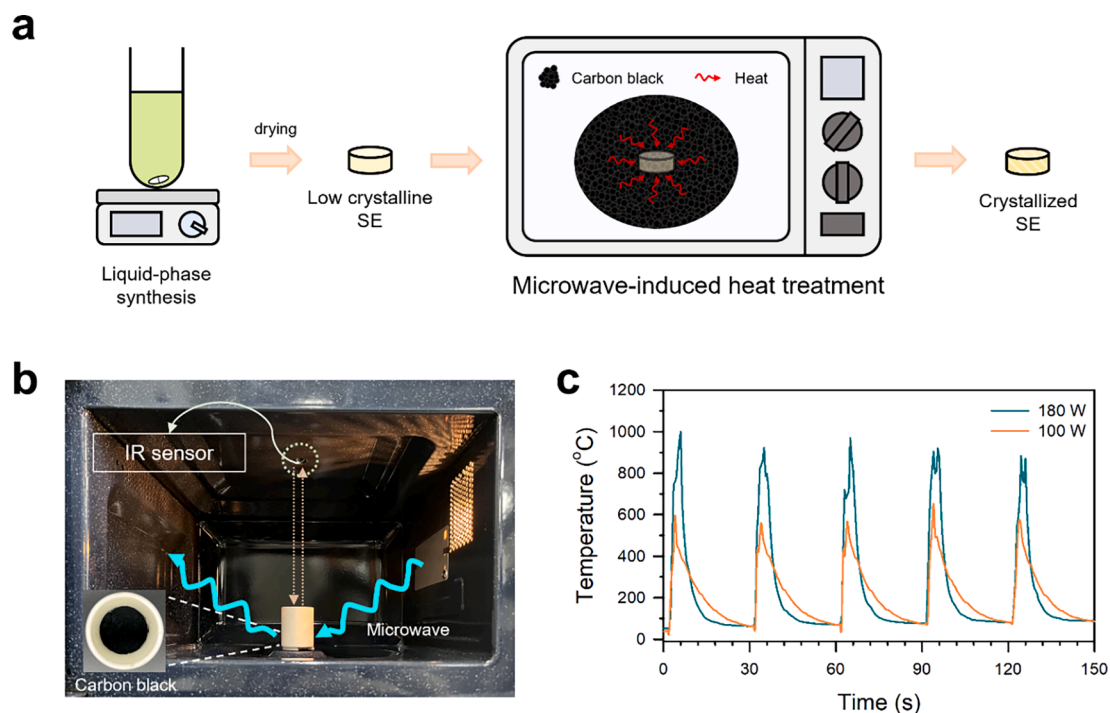 a
Carbon black
Heat
drying
Low crystalline
SE
Liquid-phase
synthesis
Microwave-induced heat treatment
Crystallized
SE
b
IR sensor
Microwave
Carbon black
c
1200
1000
800
600
400
200
0
Temperature (°C)
180 W
100 W
0
30
60
90
120
150
Time (s)